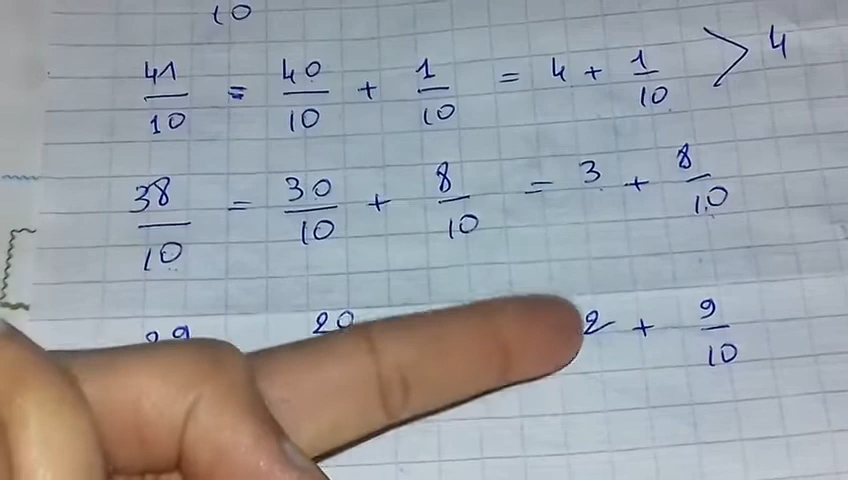 10
41/10 = 40/10 + 1/10 = 4 + 1/10 > 4
38/10 = 30/10 + 8/10 = 3 + 8/10
29 20 2 + 9/10